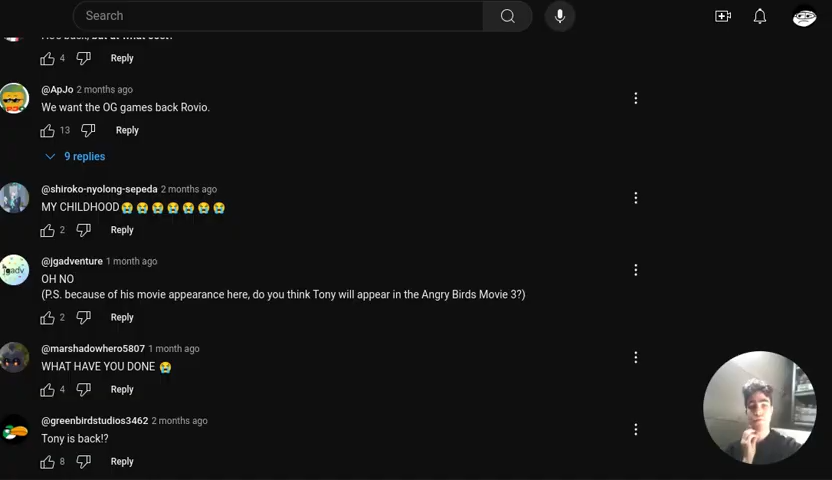 Search
4
Reply
@ApJo 2 months ago
We want the OG games back Rovio.
13
Reply
9 replies
@shiroko-nyolong-sepeda 2 months ago
MY CHILDHOOD😭😭😭😭😭😭😭
2
Reply
@jgadventure 1 month ago
OH NO
(P.S. because of his movie appearance here, do you think Tony will appear in the Angry Birds Movie 3?)
2
Reply
@marshadowhero5807 1 month ago
WHAT HAVE YOU DONE 😭
4
Reply
@greenbirdstudios3462 2 months ago
Tony is back!?
8
Reply